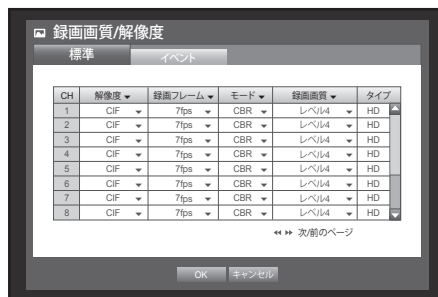 録画画質/解像度
標準 イベント
CH 解像度 録画フレーム モード 録画画質 タイプ
1 CIF 7fps CBR レベル4 HD
2 CIF 7fps CBR レベル4 HD
3 CIF 7fps CBR レベル4 HD
4 CIF 7fps CBR レベル4 HD
5 CIF 7fps CBR レベル4 HD
6 CIF 7fps CBR レベル4 HD
7 CIF 7fps CBR レベル4 HD
8 CIF 7fps CBR レベル4 HD
次/前のページ
OK キャンセル